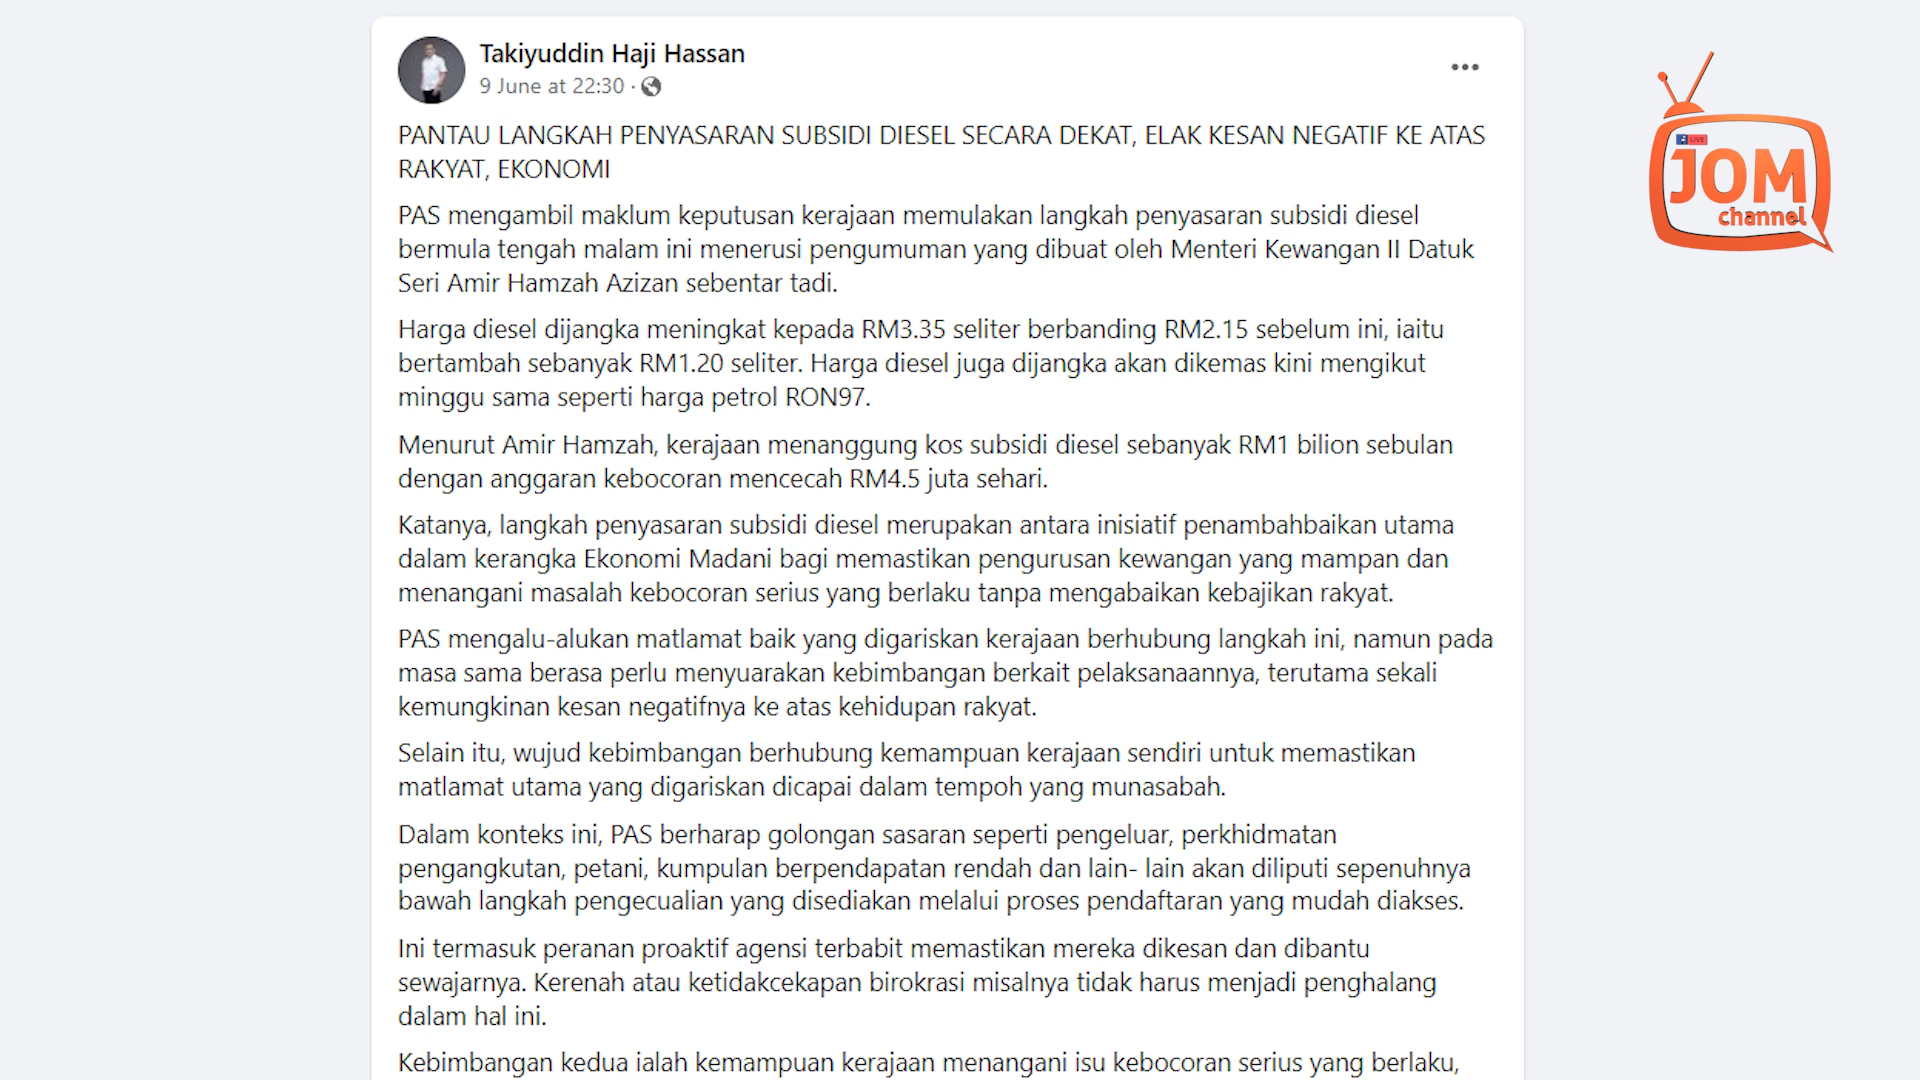 Takiyuddin Haji Hassan
9 June at 22:30 ·
PANTAU LANGKAH PENYASARAN SUBSIDI DIESEL SECARA DEKAT, ELAK KESAN NEGATIF KE ATAS
RAKYAT, EKONOMI
PAS mengambil maklum keputusan kerajaan memulakan langkah penyasaran subsidi diesel
bermula tengah malam ini menerusi pengumuman yang dibuat oleh Menteri Kewangan II Datuk
Seri Amir Hamzah Azizan sebentar tadi.
Harga diesel dijangka meningkat kepada RM3.35 seliter berbanding RM2.15 sebelum ini, iaitu
bertambah sebanyak RM1.20 seliter. Harga diesel juga dijangka akan dikemas kini mengikut
minggu sama seperti harga petrol RON97.
Menurut Amir Hamzah, kerajaan menanggung kos subsidi diesel sebanyak RM1 bilion sebulan
dengan anggaran kebocoran mencecah RM4.5 juta sehari.
Katanya, langkah penyasaran subsidi diesel merupakan antara inisiatif penambahbaikan utama
dalam kerangka Ekonomi Madani bagi memastikan pengurusan kewangan yang mampan dan
menangani masalah kebocoran serius yang berlaku tanpa mengabaikan kebajikan rakyat.
PAS mengalu-alukan matlamat baik yang digariskan kerajaan berhubung langkah ini, namun pada
masa sama berasa perlu menyuarakan kebimbangan berkait pelaksanaannya, terutama sekali
kemungkinan kesan negatifnya ke atas kehidupan rakyat.
Selain itu, wujud kebimbangan berhubung kemampuan kerajaan sendiri untuk memastikan
matlamat utama yang digariskan dicapai dalam tempoh yang munasabah.
Dalam konteks ini, PAS berharap golongan sasaran seperti pengeluar, perkhidmatan
pengangkutan, petani, kumpulan berpendapatan rendah dan lain- lain akan diliputi sepenuhnya
bawah langkah pengecualian yang disediakan melalui proses pendaftaran yang mudah diakses.
Ini termasuk peranan proaktif agensi terbabit memastikan mereka dikesan dan dibantu
sewajarnya. Kerenah atau ketidakcekapan birokrasi misalnya tidak harus menjadi penghalang
dalam hal ini.
Kebimbangan kedua ialah kemampuan kerajaan menangani isu kebocoran serius yang berlaku,
LIVE
JOM
channel